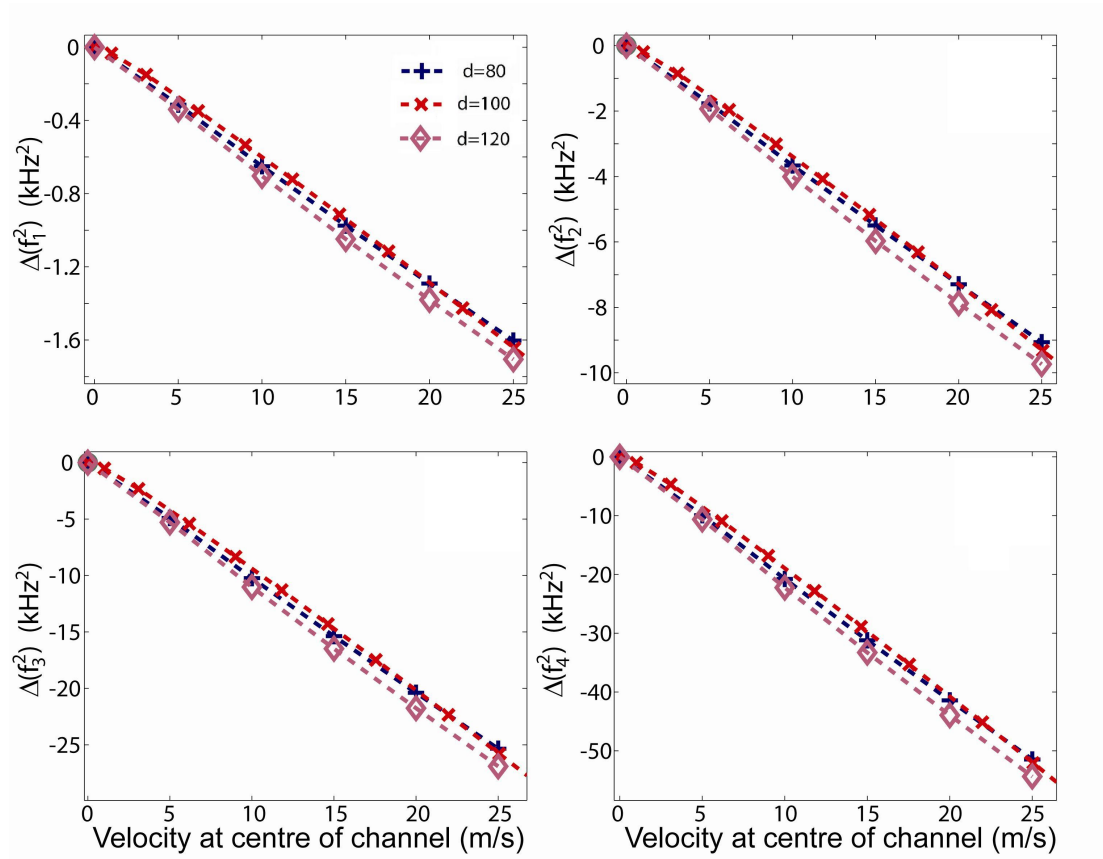 0
-0.4
-0.8
-1.2
-1.6
Δ(f₁²) (kHz²)
d=80
d=100
d=120
0 5 10 15 20 25
0
-2
-4
-6
-8
-10
Δ(f₂²) (kHz²)
0 5 10 15 20 25
0
-5
-10
-15
-20
-25
Δ(f₃²) (kHz²)
0 5 10 15 20 25
Velocity at centre of channel (m/s)
0
-10
-20
-30
-40
-50
Δ(f₄²) (kHz²)
0 5 10 15 20 25
Velocity at centre of channel (m/s)